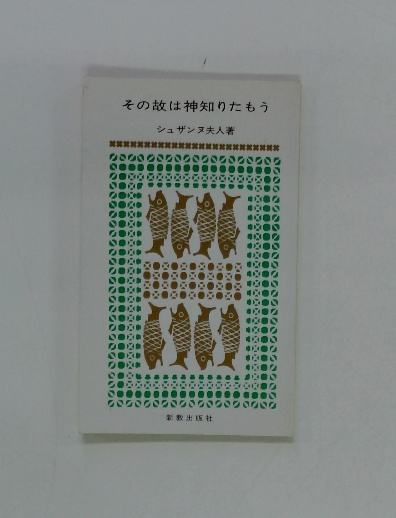 その故は神知りたもう
シュザンヌ夫人著
新教出版社